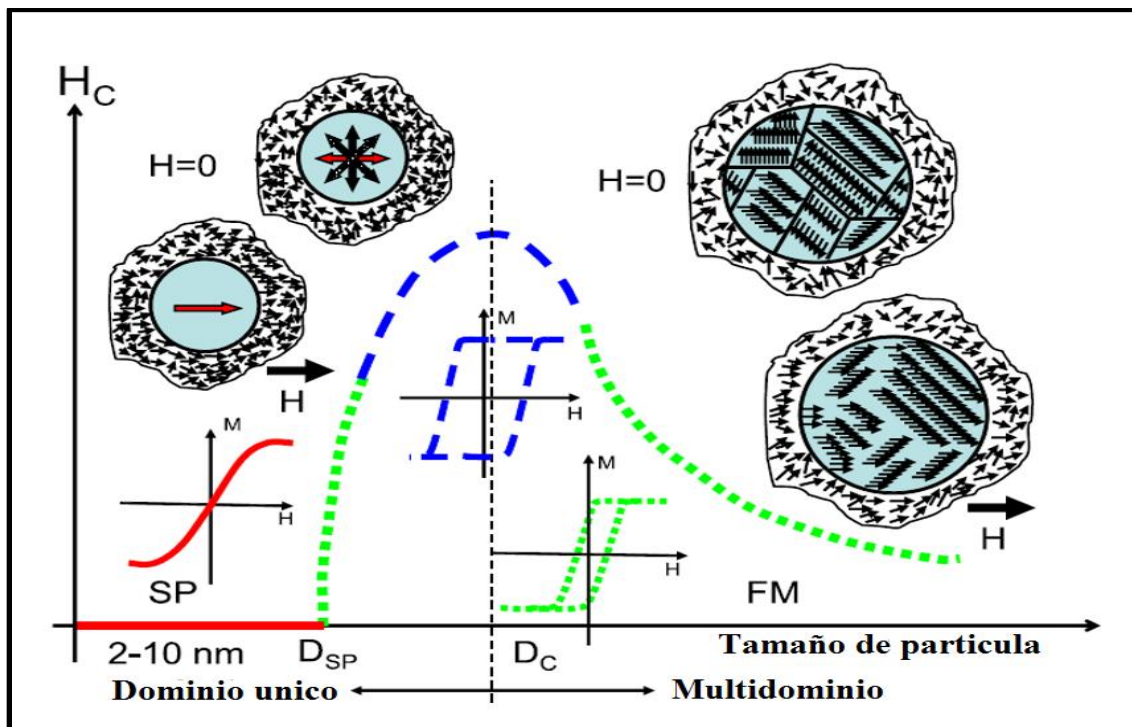 H_C
H=0
H=0
H
M
H
SP
M
H
M
H
H
FM
2-10 nm
D_SP
D_C
Tamaño de particula
Dominio unico
Multidominio